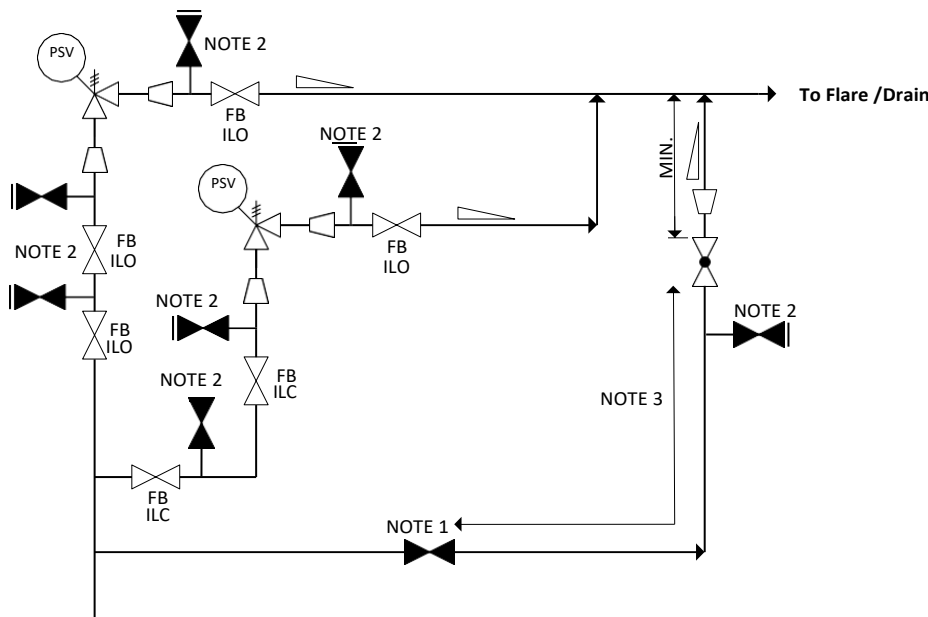 NOTE 2
PSV
To Flare /Drain
FB
ILO
NOTE 2
MIN.
PSV
FB
ILO
NOTE 2
FB
ILO
NOTE 2
NOTE 2
FB
ILO
FB
ILC
NOTE 2
NOTE 3
FB
ILC
NOTE 1